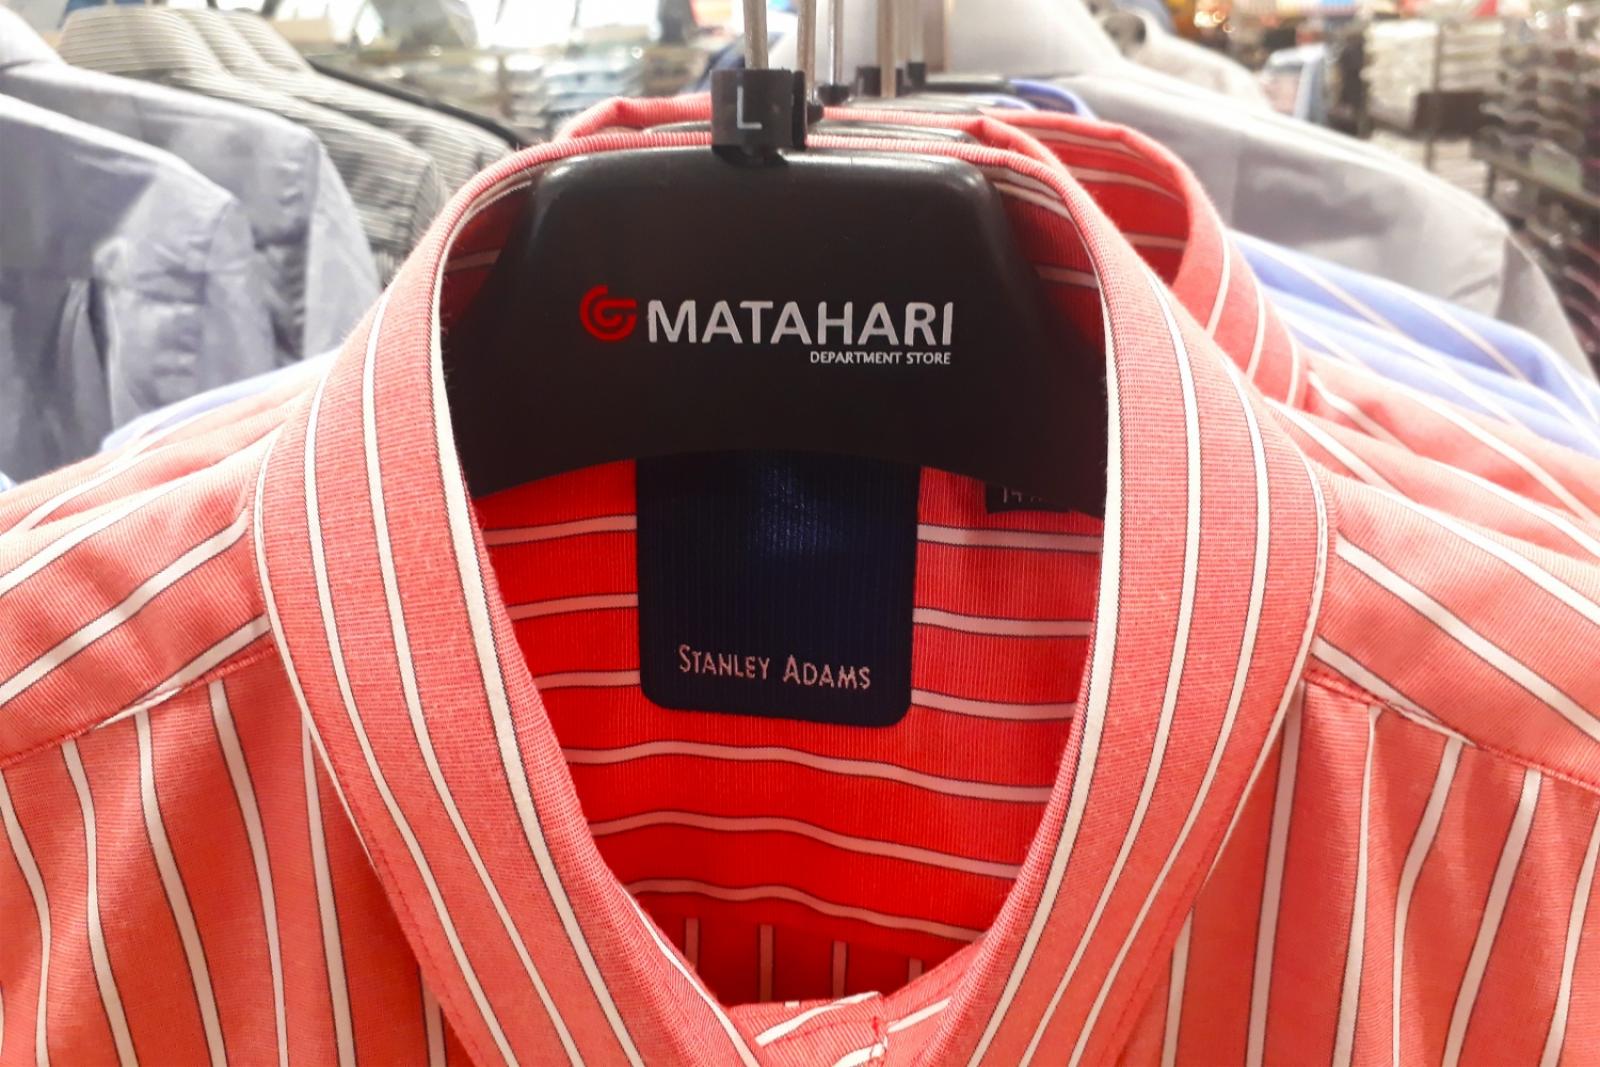 L
MATAHARI
DEPARTMENT STORE
STANLEY ADAMS